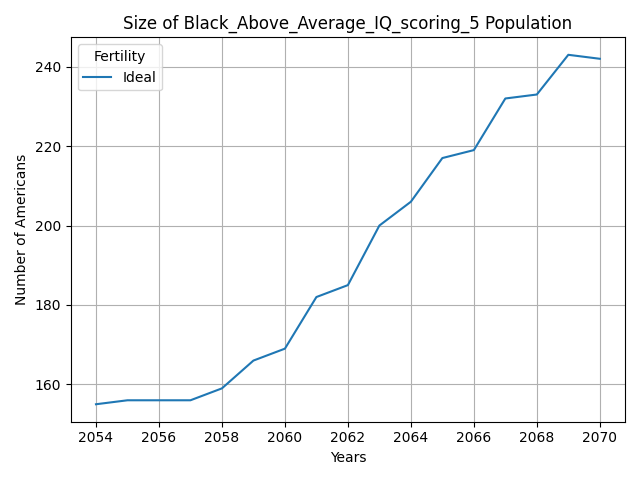 Size of Black_Above_Average_IQ_scoring_5 Population
Fertility
Ideal
Number of Americans
240
220
200
180
160
2054 2056 2058 2060 2062 2064 2066 2068 2070
Years